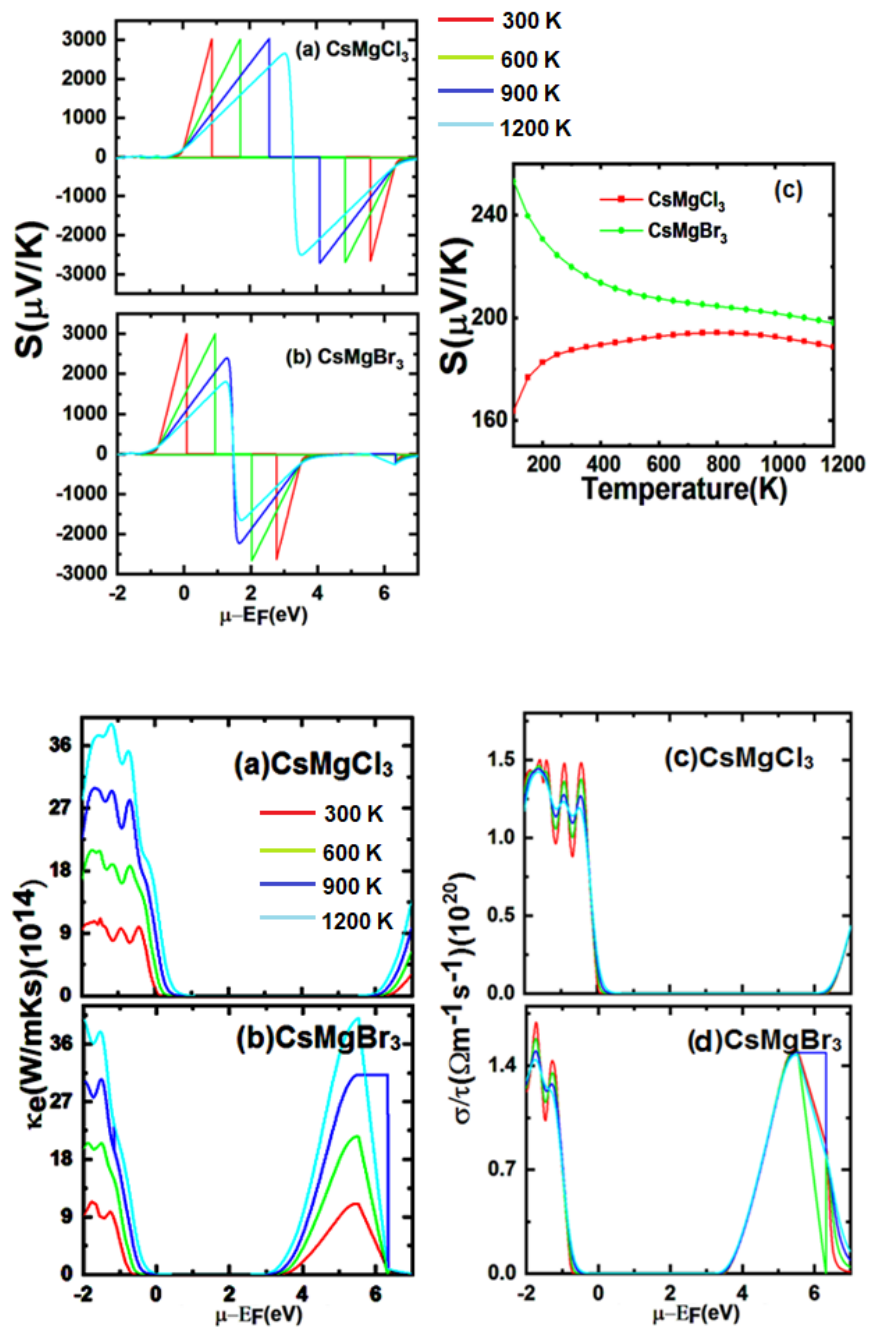 300 K
600 K
900 K
1200 K
(a) CsMgCl3
3000
2000
1000
0
-1000
-2000
-3000
S(μV/K)
(b) CsMgBr3
3000
2000
1000
0
-1000
-2000
-3000
-2 0 2 4 6
μ−EF(eV)
(c)
CsMgCl3
CsMgBr3
240
200
160
S(μV/K)
200 400 600 800 1000 1200
Temperature(K)
(a)CsMgCl3
300 K
600 K
900 K
1200 K
36
27
18
9
0
κe(W/mKs)(10^14)
(b)CsMgBr3
36
27
18
9
0
-2 0 2 4 6
μ−EF(eV)
(c)CsMgCl3
1.5
1.0
0.5
0.0
σ/τ(Ωm-1s-1)(10^20)
(d)CsMgBr3
1.4
0.7
0.0
-2 0 2 4 6
μ−EF(eV)